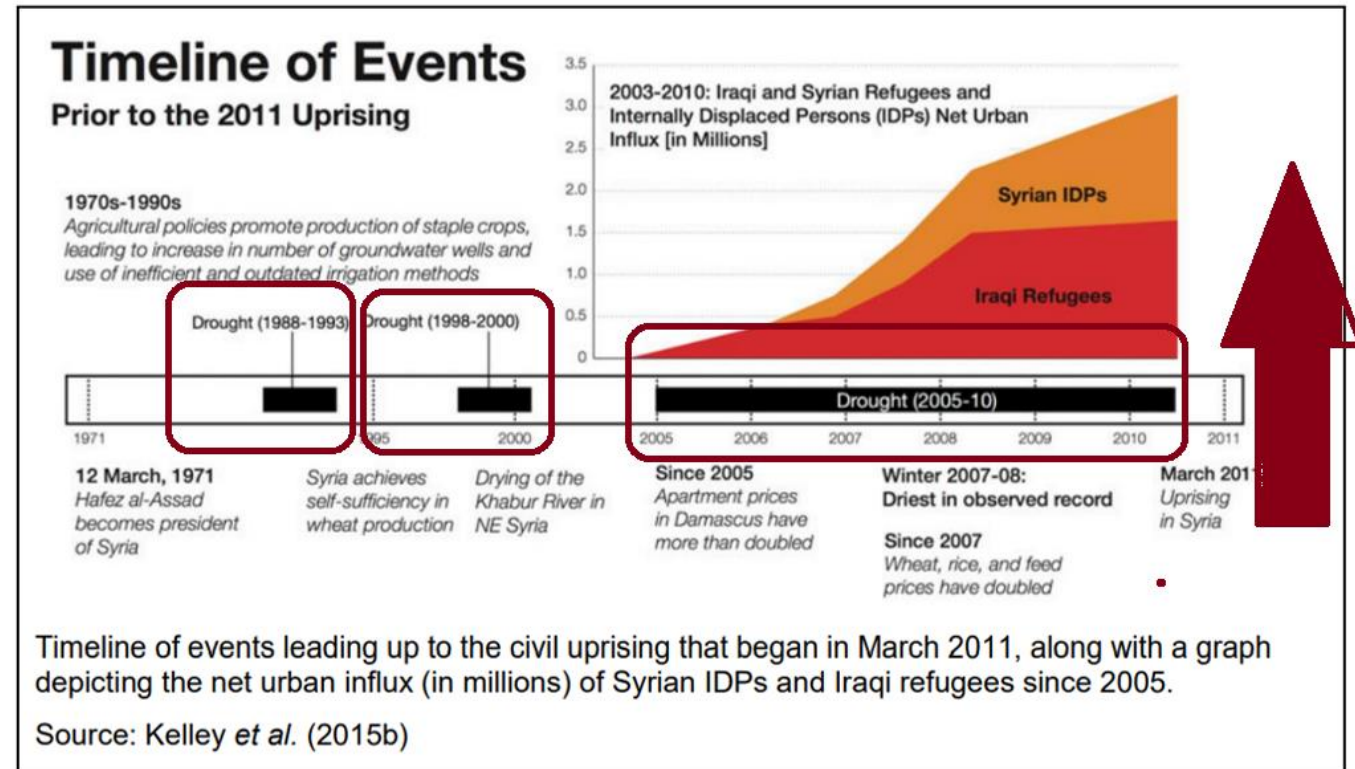 Timeline of Events
Prior to the 2011 Uprising
1970s-1990s
Agricultural policies promote production of staple crops,
leading to increase in number of groundwater wells and
use of inefficient and outdated irrigation methods
3.5
3.0
2.5
2.0
1.5
1.0
0.5
0
2003-2010: Iraqi and Syrian Refugees and
Internally Displaced Persons (IDPs) Net Urban
Influx [in Millions]
Syrian IDPs
Iraqi Refugees
Drought (1988-1993)
Drought (1998-2000)
Drought (2005-10)
1971
995
2000
2005
2006
2007
2008
2009
2010
2011
12 March, 1971
Hafez al-Assad
becomes president
of Syria
Syria achieves
self-sufficiency in
wheat production
Drying of the
Khabur River in
NE Syria
Since 2005
Apartment prices
in Damascus have
more than doubled
Winter 2007-08:
Driest in observed record
Since 2007
Wheat, rice, and feed
prices have doubled
March 201
Uprising
in Syria
Timeline of events leading up to the civil uprising that began in March 2011, along with a graph
depicting the net urban influx (in millions) of Syrian IDPs and Iraqi refugees since 2005.
Source: Kelley et al. (2015b)